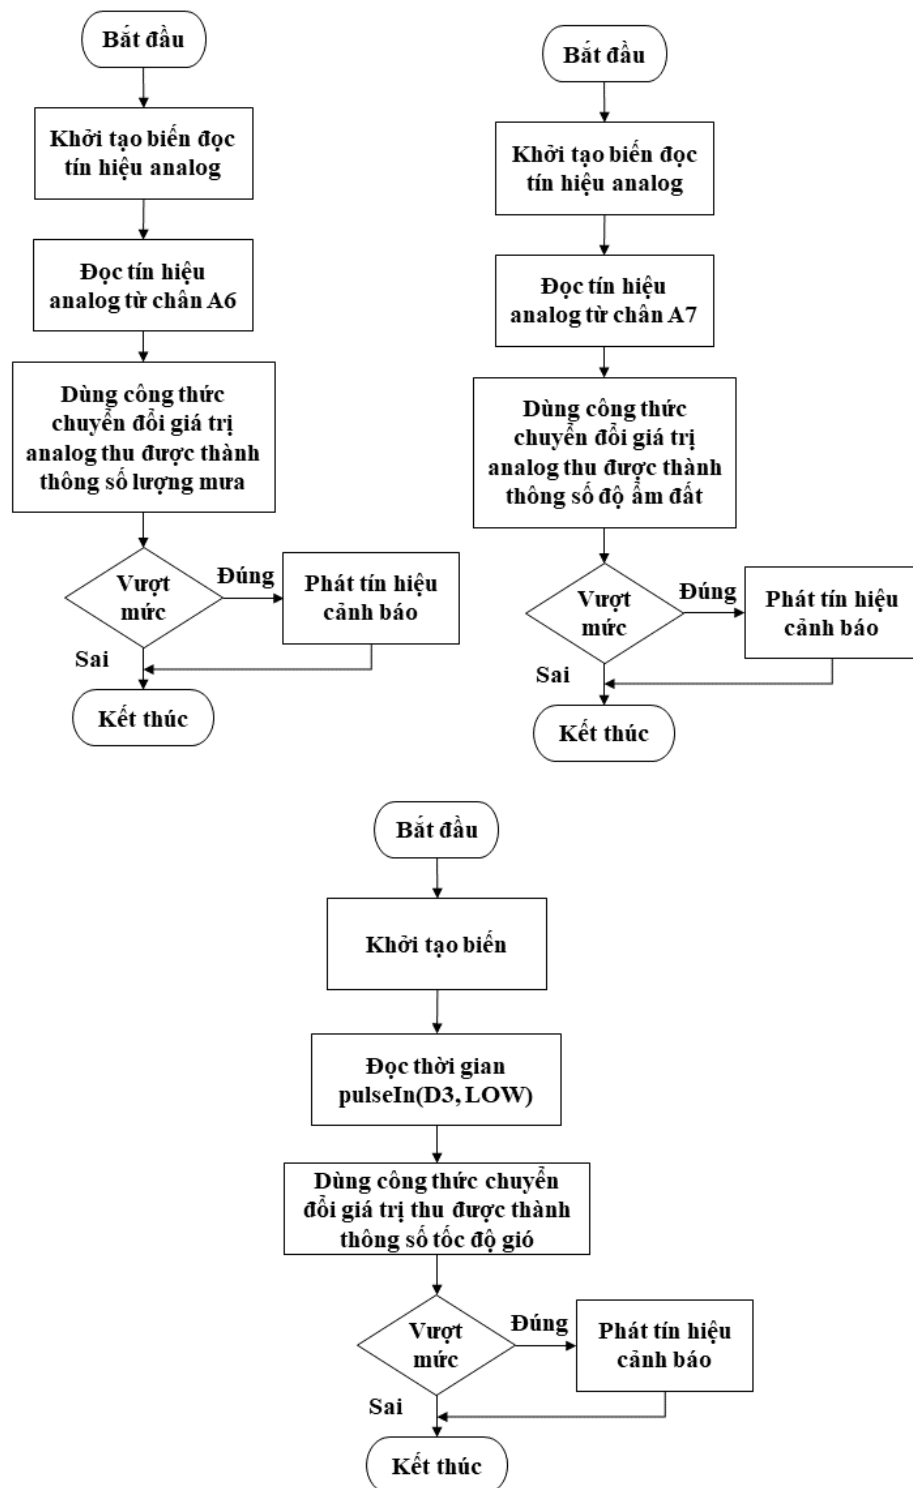 Bắt đầu
Khởi tạo biến đọc
tín hiệu analog
Đọc tín hiệu
analog từ chân A6
Dùng công thức
chuyển đổi giá trị
analog thu được thành
thông số lượng mưa
Vượt
mức
Đúng
Phát tín hiệu
cảnh báo
Sai
Kết thúc
Bắt đầu
Khởi tạo biến đọc
tín hiệu analog
Đọc tín hiệu
analog từ chân A7
Dùng công thức
chuyển đổi giá trị
analog thu được thành
thông số độ ẩm đất
Vượt
mức
Đúng
Phát tín hiệu
cảnh báo
Sai
Kết thúc
Bắt đầu
Khởi tạo biến
Đọc thời gian
pulseIn(D3, LOW)
Dùng công thức chuyển
đổi giá trị thu được thành
thông số tốc độ gió
Vượt
mức
Đúng
Phát tín hiệu
cảnh báo
Sai
Kết thúc